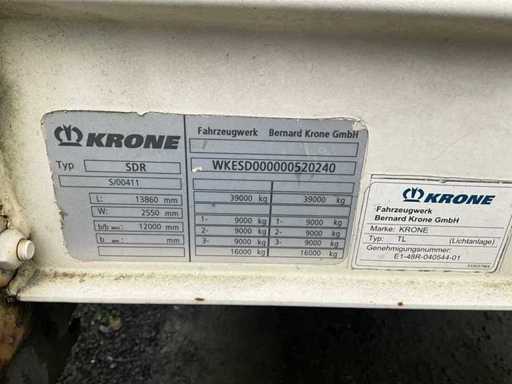 KRONE
Fahrzeugwerk Bernard Krone GmbH
Typ SDR WKESD000000520240
S/00411
L: 13860 mm 39000 kg 39000 kg
W: 2550 mm
b/b 12000 mm 1- 9000 kg 1- 9000 kg
b mm 2- 9000 kg 2- 9000 kg
3- 9000 kg 3- 9000 kg
16000 kg 16000 kg
KRONE
Fahrzeugwerk
Bernard Krone GmbH
Marke: KRONE
Typ: TL (Lichtanlage)
Genehmigungsnummer:
E1-48R-040544-01